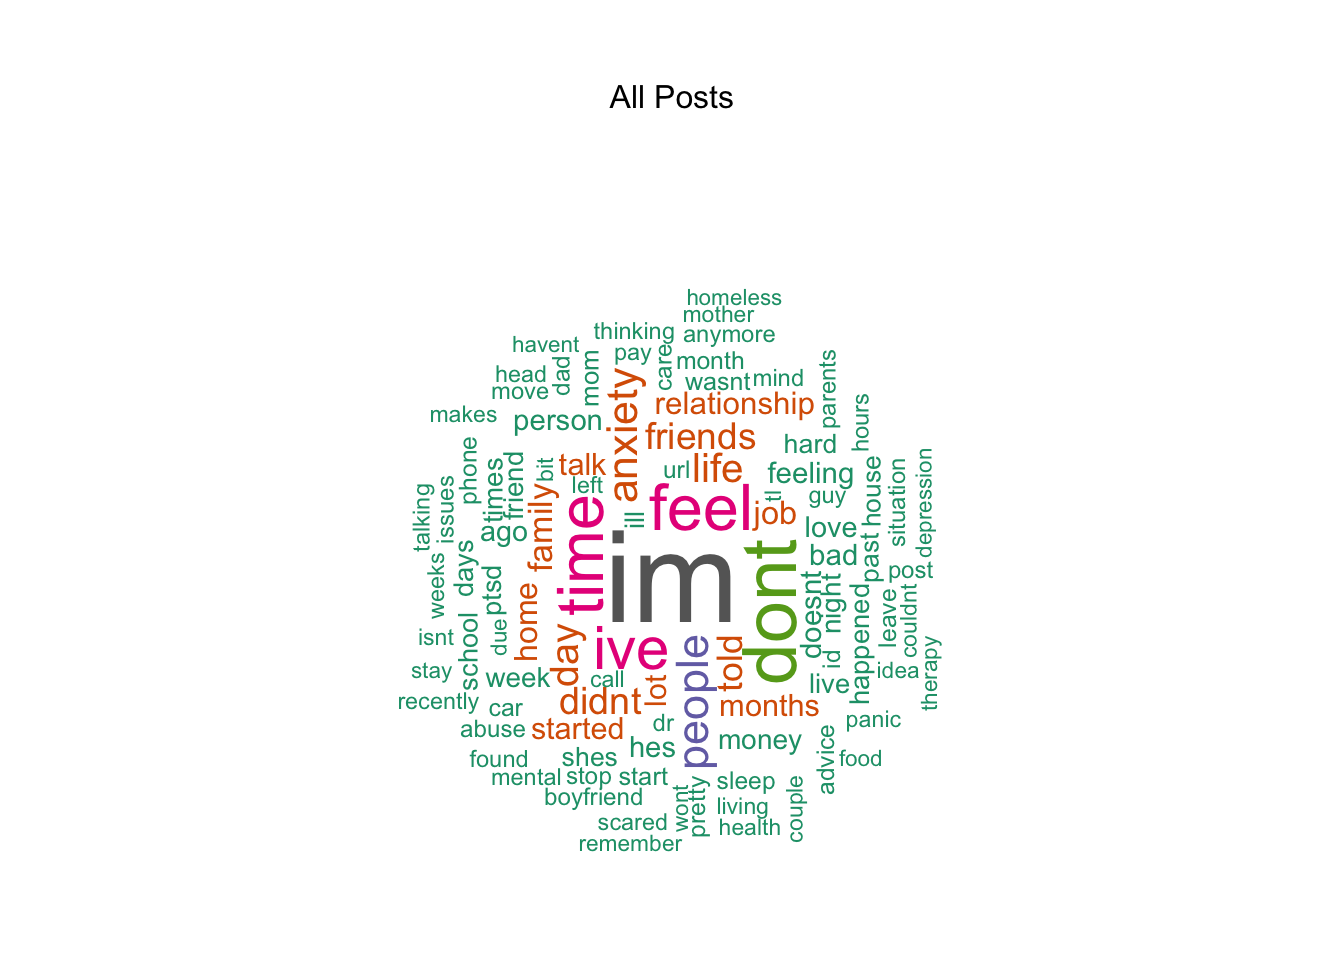 All Posts
homeless
mother
thinking
anymore
havent
pay
care
month
dad
mom
head
wasnt
mind
parents
move
anxiety
relationship
hours
makes
person
friends
hard
phone
times
friend
bit
talk
url
life
feeling
house
situation
depression
left
tl
guy
talking
issues
family
time
ill
feel
job
love
past
ago
im
dont
bad
post
weeks
days
ptsd
home
doesnt
night
happened
leave
couldnt
isnt
school
due
day
ive
people
told
id
idea
therapy
stay
week
call
lot
live
recently
car
didnt
months
panic
abuse
started
dr
money
advice
found
shes
hes
food
mental
stop
start
sleep
boyfriend
wont
pretty
living
couple
scared
health
remember